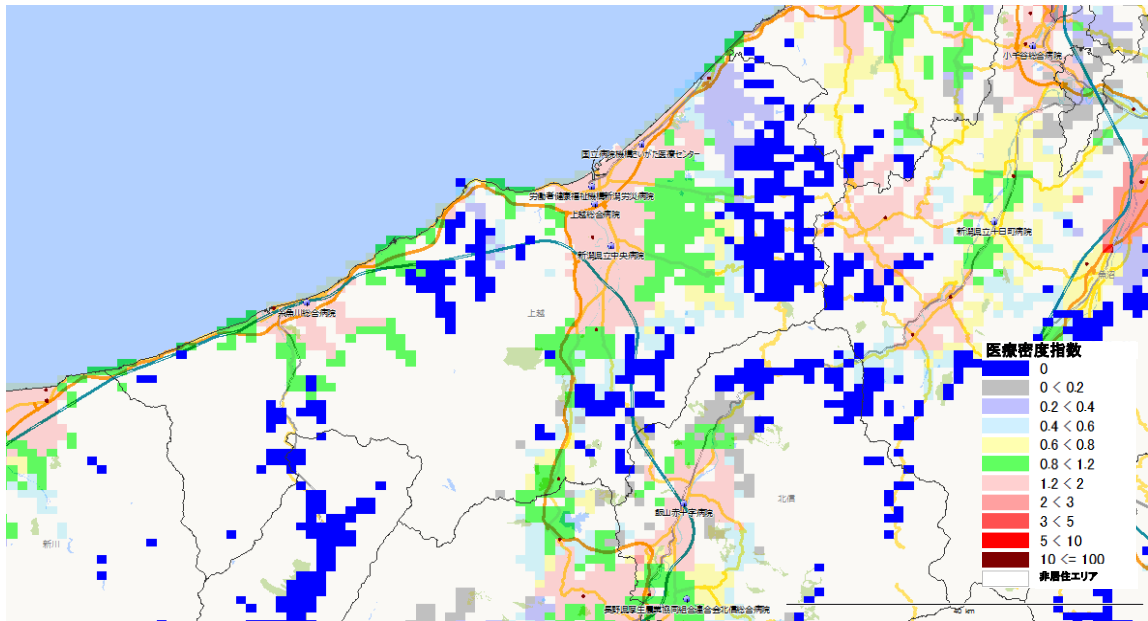 小千谷総合病院
国立病院機構さいがた医療センター
労働者健康福祉機構新潟労災病院
上越総合病院
新潟県立十日町病院
新潟県立中央病院
魚沼
糸魚川総合病院
上越
医療密度指数
0
0 < 0.2
0.2 < 0.4
0.4 < 0.6
0.6 < 0.8
0.8 < 1.2
1.2 < 2
2 < 3
3 < 5
5 < 10
10 <= 100
非居住エリア
北信
飯山赤十字病院
新川
長野県厚生農業協同組合連合会北信総合病院
40 km